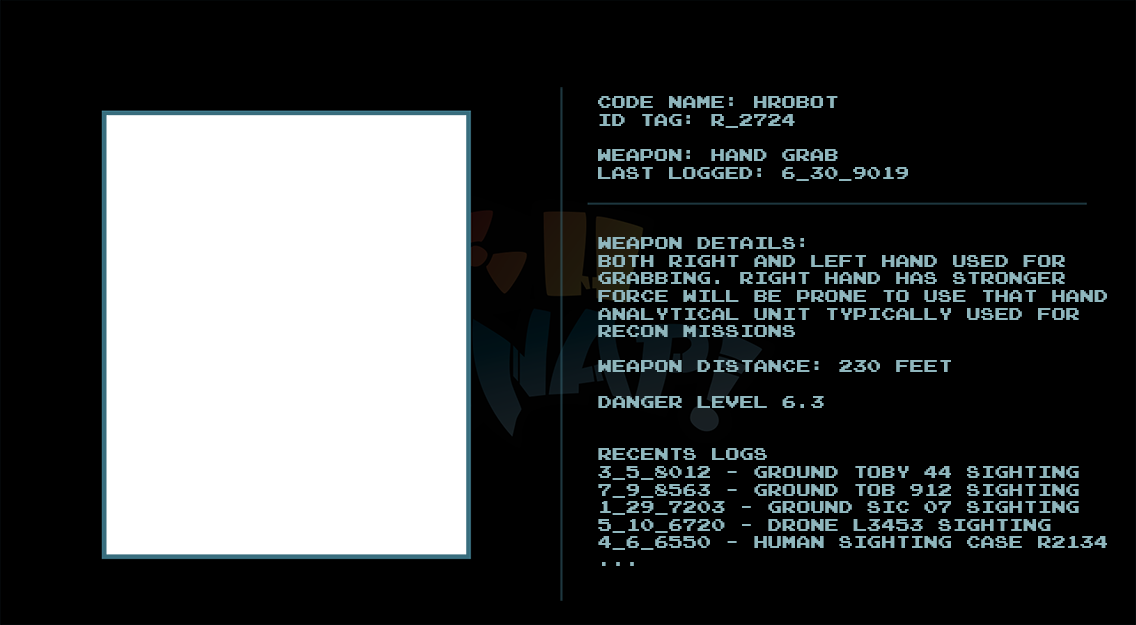 CODE NAME: HROBOT
ID TAG: R_2724
WEAPON: HAND GRAB
LAST LOGGED: 6_30_9019
WEAPON DETAILS:
BOTH RIGHT AND LEFT HAND USED FOR
GRABBING. RIGHT HAND HAS STRONGER
FORCE WILL BE PRONE TO USE THAT HAND
ANALYTICAL UNIT TYPICALLY USED FOR
RECON MISSIONS
WEAPON DISTANCE: 230 FEET
DANGER LEVEL 6.3
RECENTS LOGS
3_5_8012 - GROUND TOBY 44 SIGHTING
7_9_8563 - GROUND TOB 912 SIGHTING
1_29_7203 - GROUND SIC 07 SIGHTING
5_10_6720 - DRONE L3453 SIGHTING
4_6_6550 - HUMAN SIGHTING CASE R2134
...